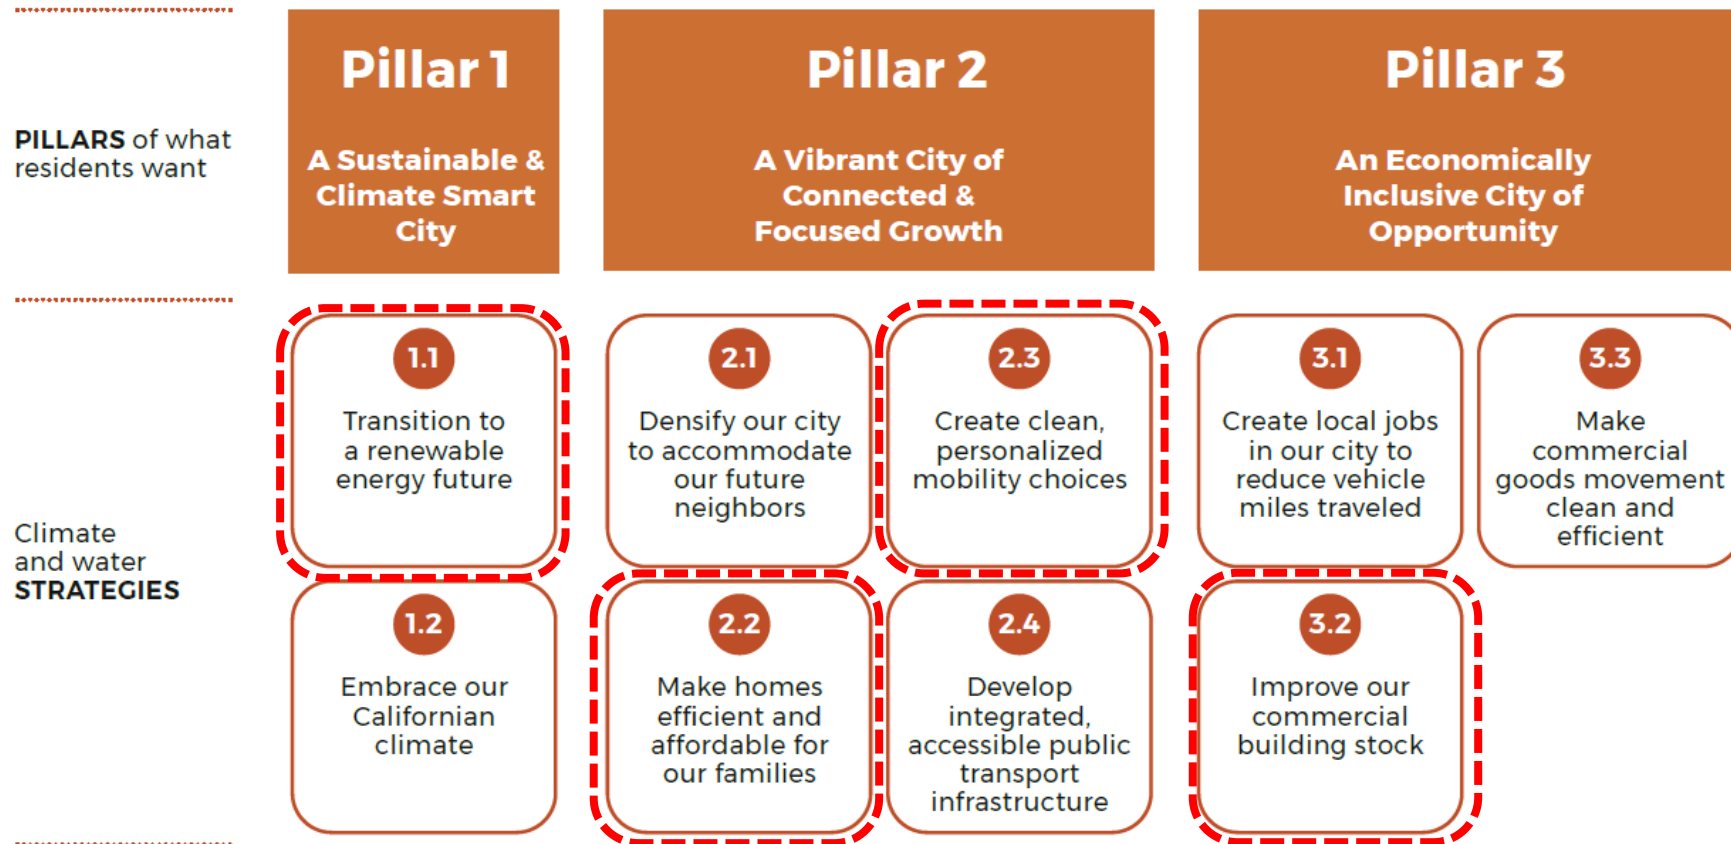 PILLARS of what
residents want
Pillar 1
A Sustainable &
Climate Smart
City
Pillar 2
A Vibrant City of
Connected &
Focused Growth
Pillar 3
An Economically
Inclusive City of
Opportunity
Climate
and water
STRATEGIES
1.1
Transition to
a renewable
energy future
2.1
Densify our city
to accommodate
our future
neighbors
2.3
Create clean,
personalized
mobility choices
3.1
Create local jobs
in our city to
reduce vehicle
miles traveled
3.3
Make
commercial
goods movement
clean and
efficient
1.2
Embrace our
Californian
climate
2.2
Make homes
efficient and
affordable for
our families
2.4
Develop
integrated,
accessible public
transport
infrastructure
3.2
Improve our
commercial
building stock